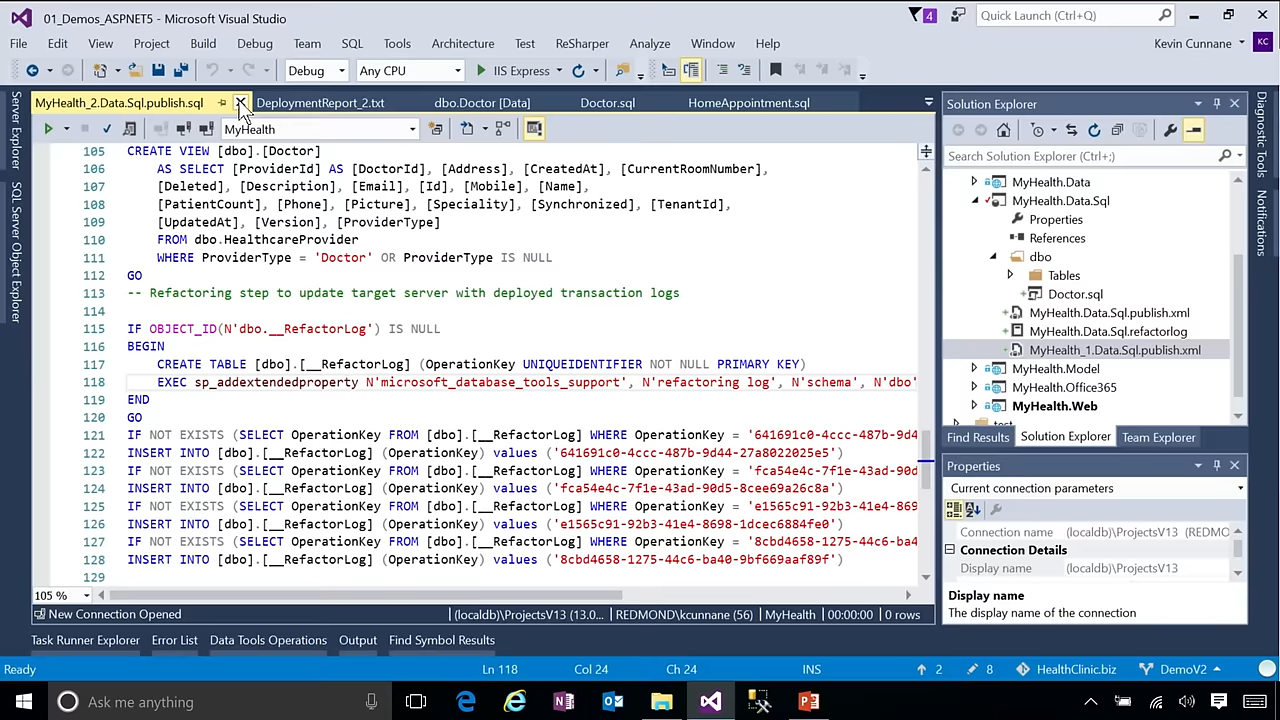 01_Demos_ASPNET5 - Microsoft Visual Studio
4
Quick Launch (Ctrl+Q)
File Edit View Project Build Debug Team SQL Tools Architecture Test ReSharper Analyze Window Help
Kevin Cunnane
KC
Debug Any CPU IIS Express
MyHealth_2.Data.Sql.publish.sql DeploymentReport_2.txt dbo.Doctor [Data] Doctor.sql HomeAppointment.sql
MyHealth
105 CREATE VIEW [dbo].[Doctor]
106 AS SELECT [ProviderId] AS [DoctorId], [Address], [CreatedAt], [CurrentRoomNumber],
107 [Deleted], [Description], [Email], [Id], [Mobile], [Name],
108 [PatientCount], [Phone], [Picture], [Speciality], [Synchronized], [TenantId],
109 [UpdatedAt], [Version], [ProviderType]
110 FROM dbo.HealthcareProvider
111 WHERE ProviderType = 'Doctor' OR ProviderType IS NULL
112 GO
113 -- Refactoring step to update target server with deployed transaction logs
114
115 IF OBJECT_ID(N'dbo.__RefactorLog') IS NULL
116 BEGIN
117 CREATE TABLE [dbo].[__RefactorLog] (OperationKey UNIQUEIDENTIFIER NOT NULL PRIMARY KEY)
118 EXEC sp_addextendedproperty N'microsoft_database_tools_support', N'refactoring log', N'schema', N'dbo'
119 END
120 GO
121 IF NOT EXISTS (SELECT OperationKey FROM [dbo].[__RefactorLog] WHERE OperationKey = '641691c0-4ccc-487b-9d4
122 INSERT INTO [dbo].[__RefactorLog] (OperationKey) values ('641691c0-4ccc-487b-9d44-27a8022025e5')
123 IF NOT EXISTS (SELECT OperationKey FROM [dbo].[__RefactorLog] WHERE OperationKey = 'fca54e4c-7f1e-43ad-90d
124 INSERT INTO [dbo].[__RefactorLog] (OperationKey) values ('fca54e4c-7f1e-43ad-90d5-8cee69a26c8a')
125 IF NOT EXISTS (SELECT OperationKey FROM [dbo].[__RefactorLog] WHERE OperationKey = 'e1565c91-92b3-41e4-869
126 INSERT INTO [dbo].[__RefactorLog] (OperationKey) values ('e1565c91-92b3-41e4-8698-1dcec6884fe0')
127 IF NOT EXISTS (SELECT OperationKey FROM [dbo].[__RefactorLog] WHERE OperationKey = '8cbd4658-1275-44c6-ba4
128 INSERT INTO [dbo].[__RefactorLog] (OperationKey) values ('8cbd4658-1275-44c6-ba40-9bf669aaf89f')
129
105 %
New Connection Opened
(localdb)\ProjectsV13 (13.0... REDMOND\kcunnane (56) MyHealth 00:00:00 0 rows
Server Explorer
SQL Server Object Explorer
Solution Explorer
Search Solution Explorer (Ctrl+;)
MyHealth.Data
MyHealth.Data.Sql
Properties
References
dbo
Tables
Doctor.sql
MyHealth.Data.Sql.publish.xml
MyHealth.Data.Sql.refactorlog
MyHealth_1.Data.Sql.publish.xml
MyHealth.Model
MyHealth.Office365
MyHealth.Web
test
Find Results Solution Explorer Team Explorer
Properties
Current connection parameters
Connection name (localdb)\ProjectsV13 (REDMO
Connection Details
Display name (localdb)\ProjectsV13
Display name
The display name of the connection
Diagnostic Tools
Notifications
Task Runner Explorer Error List Data Tools Operations Output Find Symbol Results
Ready Ln 118 Col 24 Ch 24 INS 2 8 HealthClinic.biz DemoV2
Ask me anything